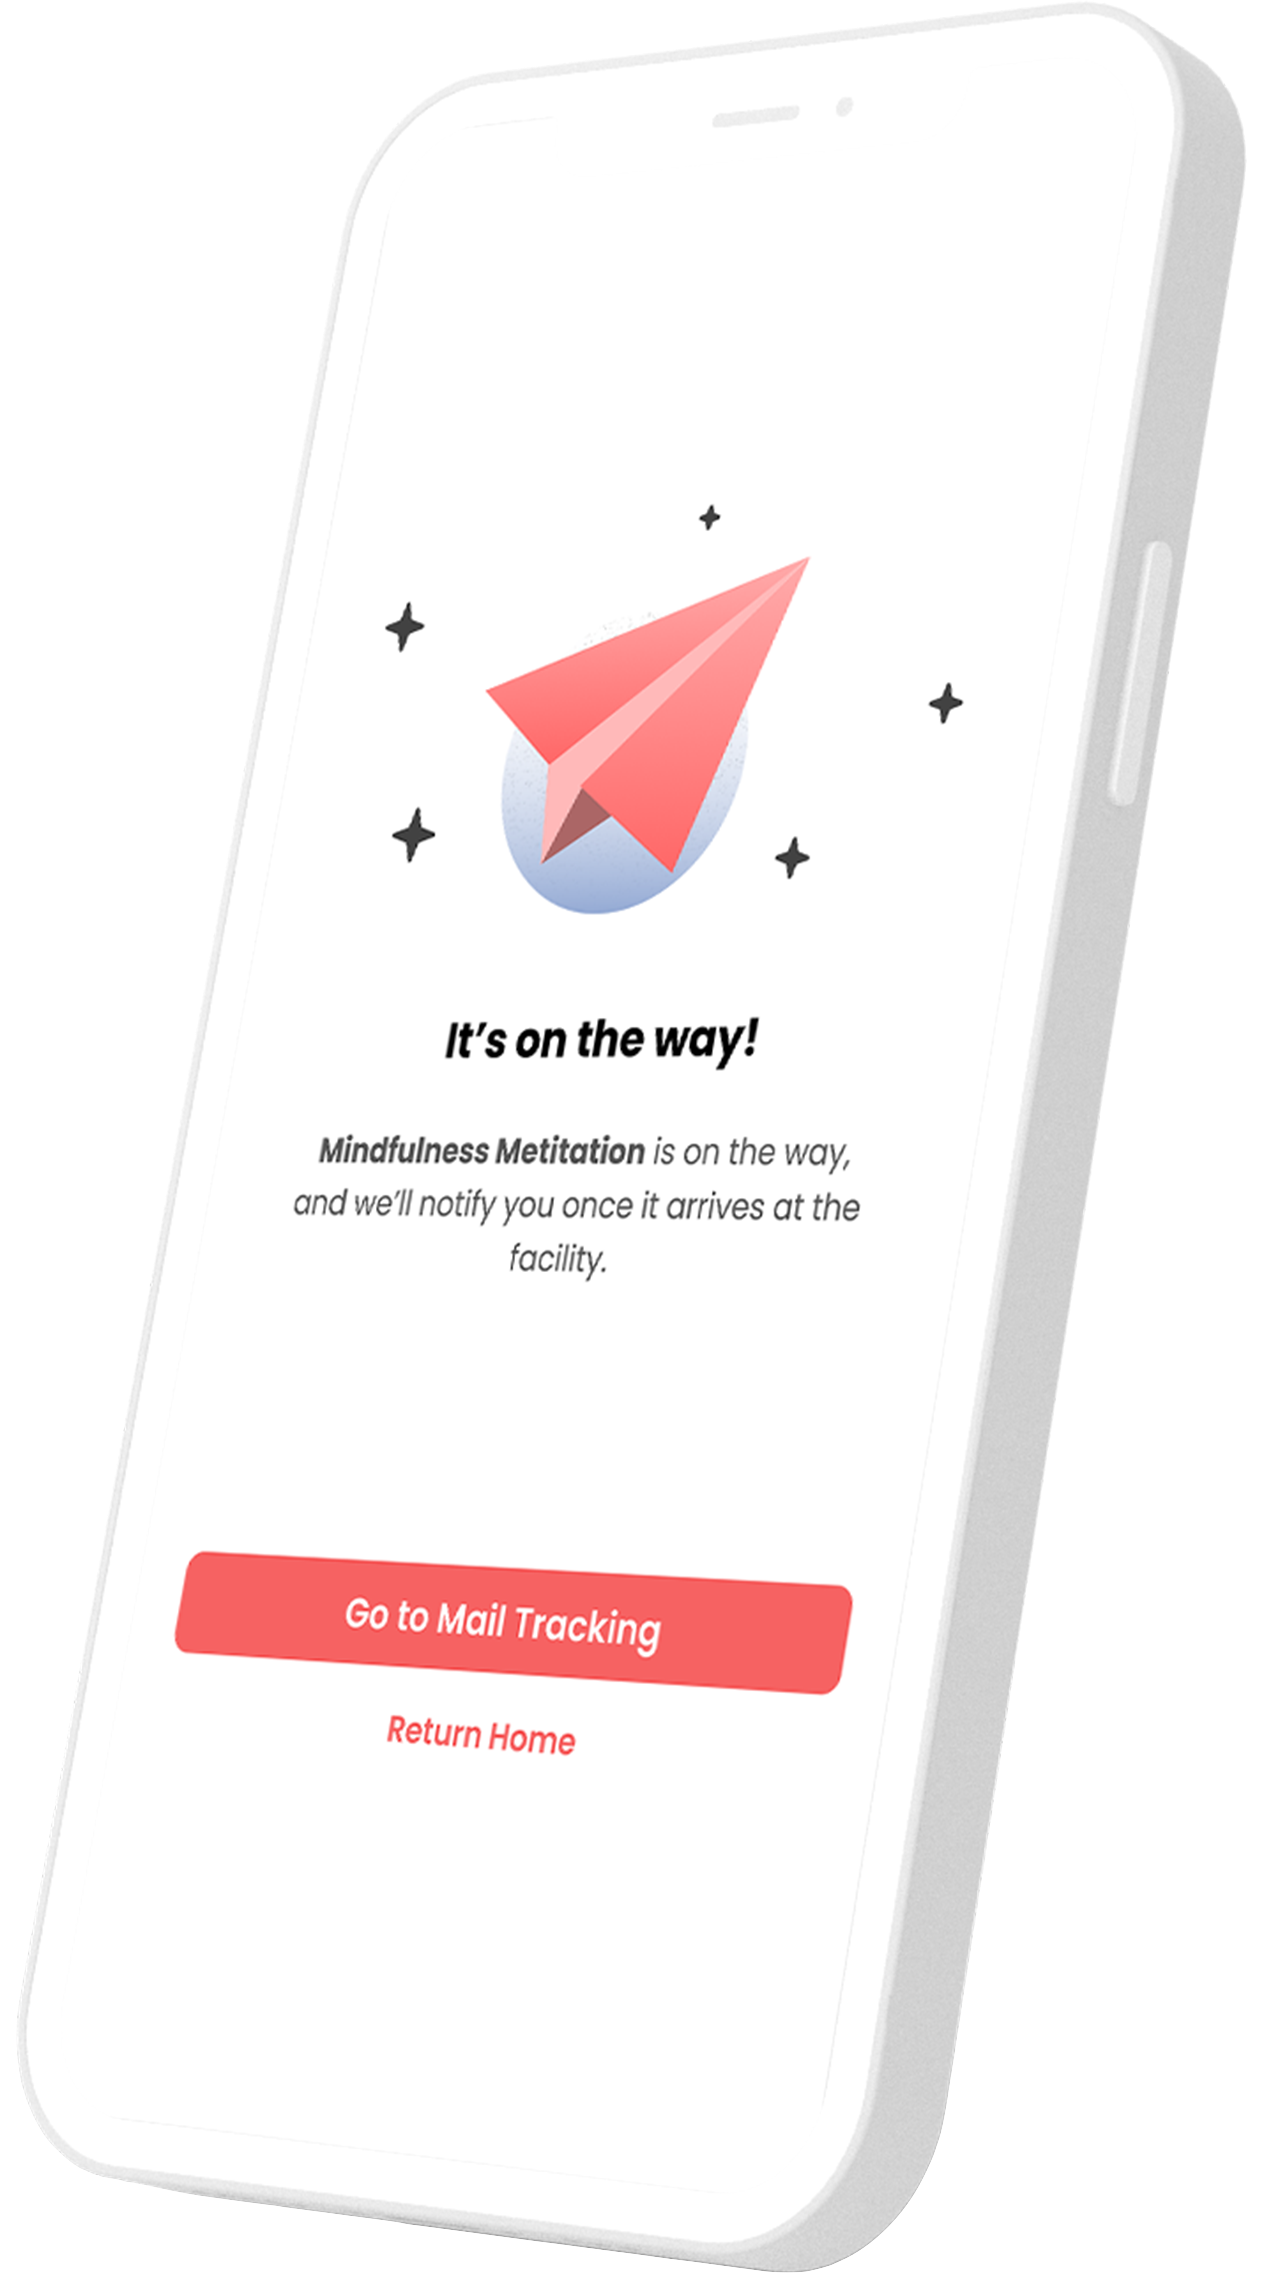 It’s on the way!
Mindfulness Metitation is on the way,
and we’ll notify you once it arrives at the
facility.
Go to Mail Tracking
Return Home